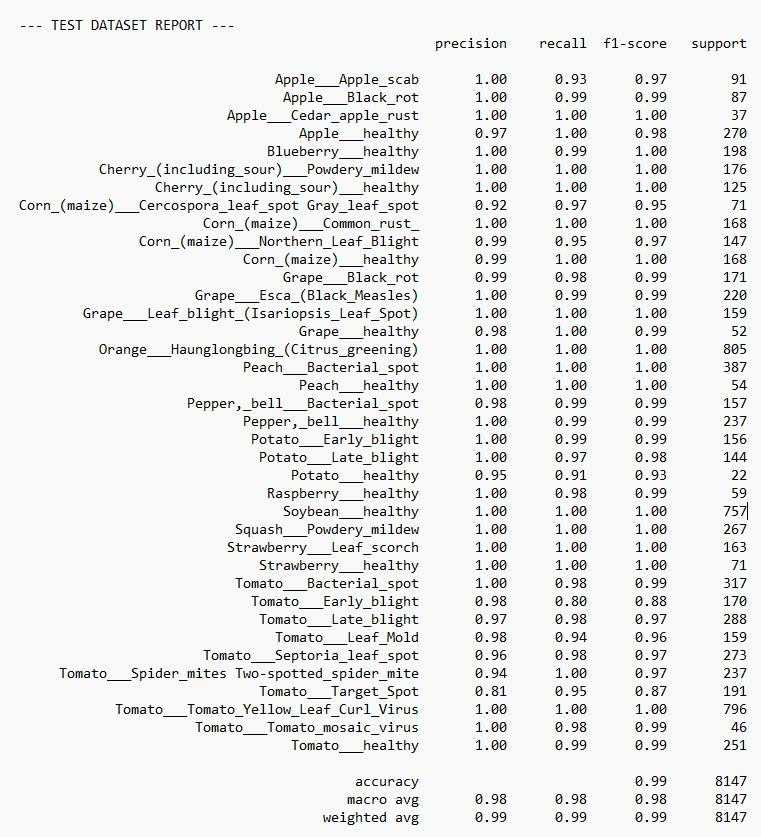 --- TEST DATASET REPORT ---
precision recall f1-score support
Apple___Apple_scab 1.00 0.93 0.97 91
Apple___Black_rot 1.00 0.99 0.99 87
Apple___Cedar_apple_rust 1.00 1.00 1.00 37
Apple___healthy 0.97 1.00 0.98 270
Blueberry___healthy 1.00 0.99 1.00 198
Cherry_(including_sour)___Powdery_mildew 1.00 1.00 1.00 176
Cherry_(including_sour)___healthy 1.00 1.00 1.00 125
Corn_(maize)___Cercospora_leaf_spot Gray_leaf_spot 0.92 0.97 0.95 71
Corn_(maize)___Common_rust_ 1.00 1.00 1.00 168
Corn_(maize)___Northern_Leaf_Blight 0.99 0.95 0.97 147
Corn_(maize)___healthy 0.99 1.00 1.00 168
Grape___Black_rot 0.99 0.98 0.99 171
Grape___Esca_(Black_Measles) 1.00 0.99 0.99 220
Grape___Leaf_blight_(Isariopsis_Leaf_Spot) 1.00 1.00 1.00 159
Grape___healthy 0.98 1.00 0.99 52
Orange___Haunglongbing_(Citrus_greening) 1.00 1.00 1.00 805
Peach___Bacterial_spot 1.00 1.00 1.00 387
Peach___healthy 1.00 1.00 1.00 54
Pepper,_bell___Bacterial_spot 0.98 0.99 0.99 157
Pepper,_bell___healthy 1.00 0.99 0.99 237
Potato___Early_blight 1.00 0.99 0.99 156
Potato___Late_blight 1.00 0.97 0.98 144
Potato___healthy 0.95 0.91 0.93 22
Raspberry___healthy 1.00 0.98 0.99 59
Soybean___healthy 1.00 1.00 1.00 757
Squash___Powdery_mildew 1.00 1.00 1.00 267
Strawberry___Leaf_scorch 1.00 1.00 1.00 163
Strawberry___healthy 1.00 1.00 1.00 71
Tomato___Bacterial_spot 1.00 0.98 0.99 317
Tomato___Early_blight 0.98 0.80 0.88 170
Tomato___Late_blight 0.97 0.98 0.97 288
Tomato___Leaf_Mold 0.98 0.94 0.96 159
Tomato___Septoria_leaf_spot 0.96 0.98 0.97 273
Tomato___Spider_mites Two-spotted_spider_mite 0.94 1.00 0.97 237
Tomato___Target_Spot 0.81 0.95 0.87 191
Tomato___Tomato_Yellow_Leaf_Curl_Virus 1.00 1.00 1.00 796
Tomato___Tomato_mosaic_virus 1.00 0.98 0.99 46
Tomato___healthy 1.00 0.99 0.99 251
accuracy 0.99 8147
macro avg 0.98 0.98 0.98 8147
weighted avg 0.99 0.99 0.99 8147